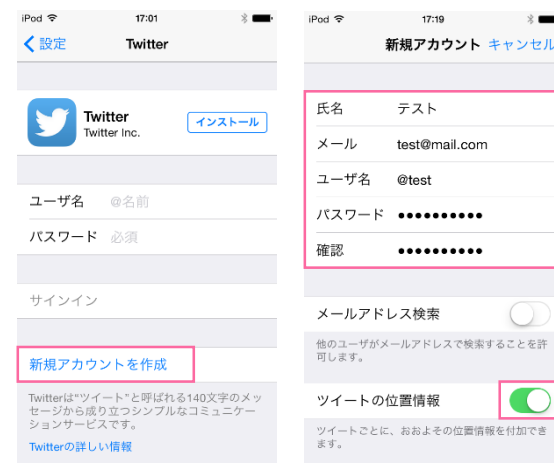 iPod 17:01
設定 Twitter
Twitter
Twitter Inc.
インストール
ユーザ名 @名前
パスワード 必須
サインイン
新規アカウントを作成
Twitterは"ツイート"と呼ばれる140文字のメッ
セージから成り立つシンプルなコミュニケー
ションサービスです。
Twitterの詳しい情報
iPod 17:19
新規アカウント キャンセル
氏名 テスト
メール test@mail.com
ユーザ名 @test
パスワード ●●●●●●●●●●
確認 ●●●●●●●●●●
メールアドレス検索
他のユーザがメールアドレスで検索することを許
可します。
ツイートの位置情報
ツイートごとに、おおよその位置情報を付加でき
ます。